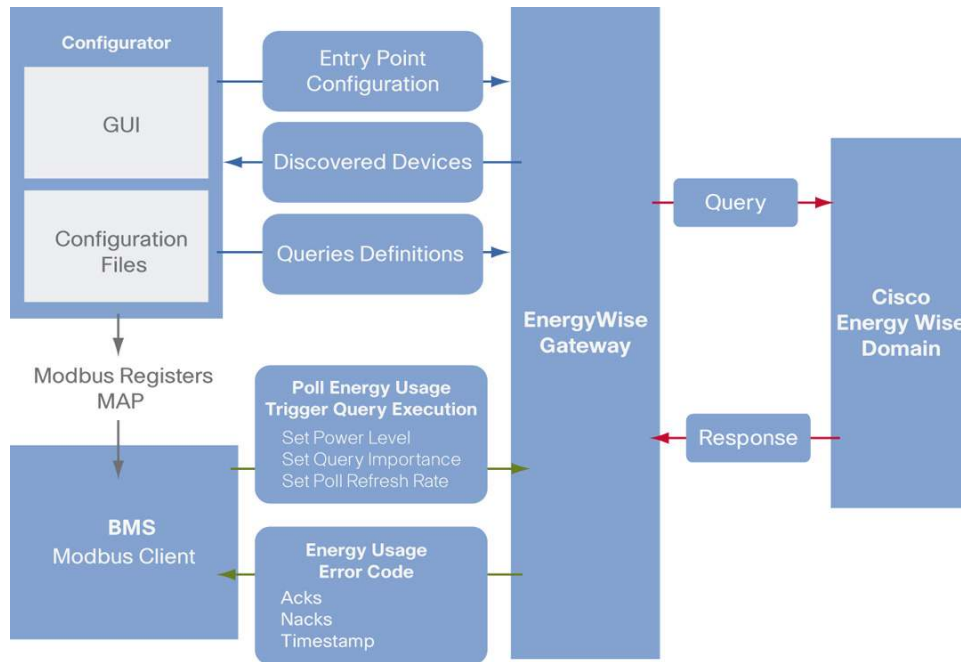 Configurator
GUI
Configuration
Files
Entry Point
Configuration
Discovered Devices
Queries Definitions
Modbus Registers
MAP
BMS
Modbus Client
Poll Energy Usage
Trigger Query Execution
Set Power Level
Set Query Importance
Set Poll Refresh Rate
Energy Usage
Error Code
Acks
Nacks
Timestamp
EnergyWise
Gateway
Query
Response
Cisco
Energy Wise
Domain